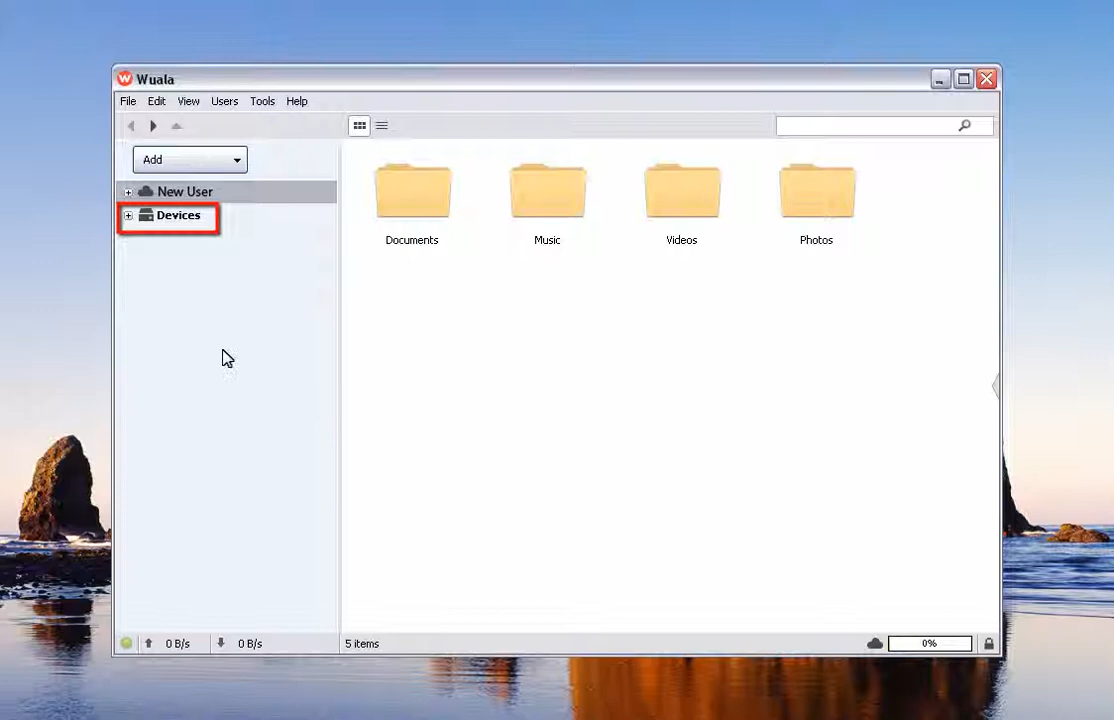 Wuala
File Edit View Users Tools Help
Add
New User
Devices
Documents Music Videos Photos
0 B/s 0 B/s 5 items 0%